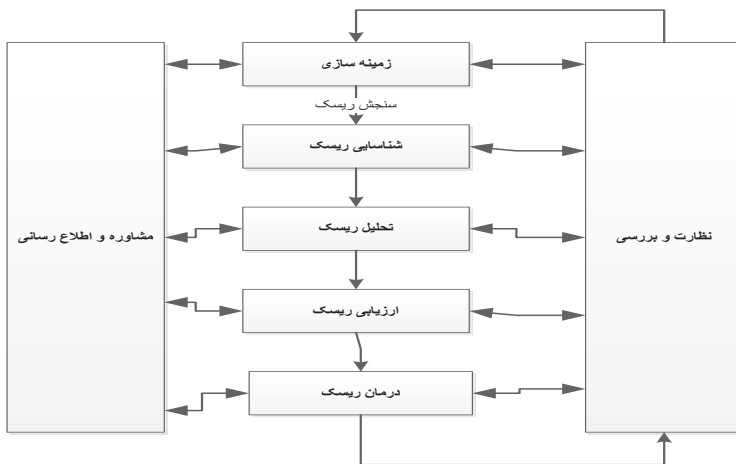 زمینه سازی
سنجش ریسک
شناسایی ریسک
تحلیل ریسک
ارزیابی ریسک
درمان ریسک
نظارت و بررسی
مشاوره و اطلاع رسانی